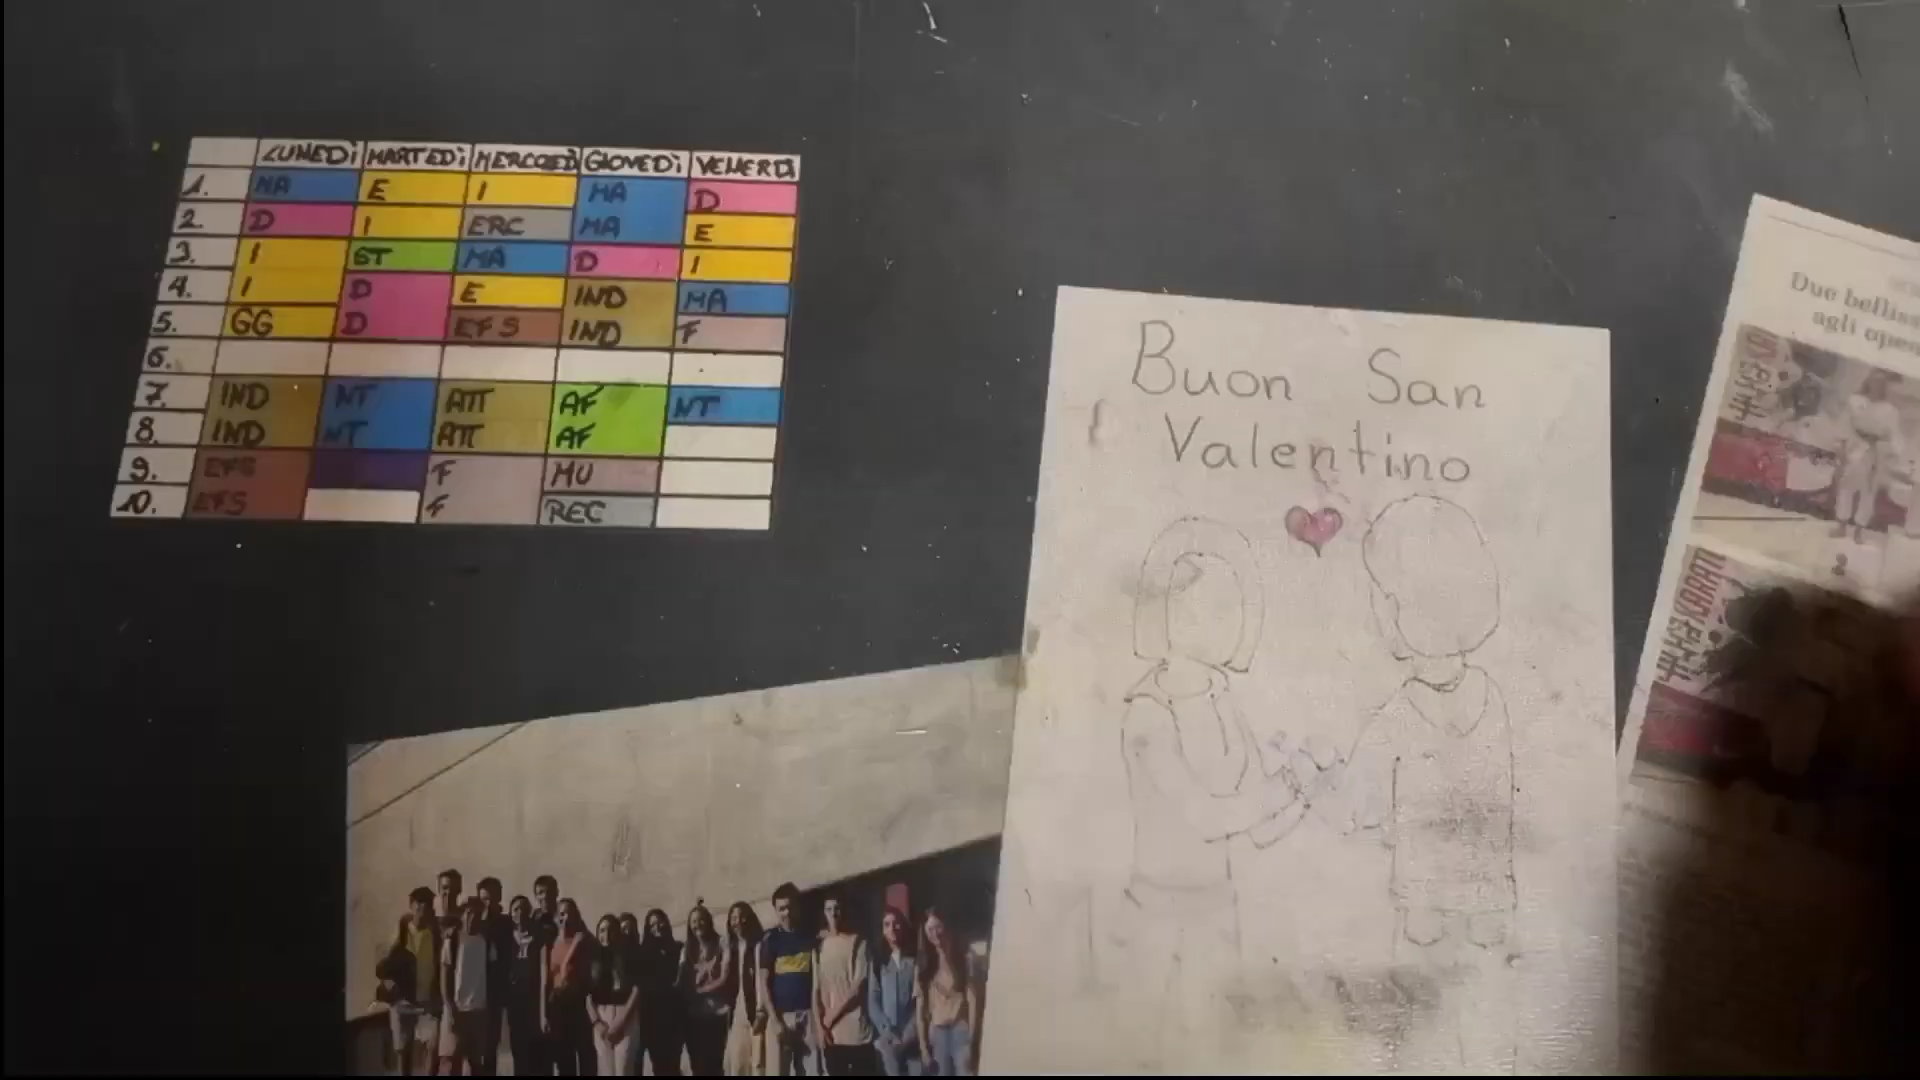 LUNEDÌ MARTEDÌ MERCOLEDÌ GIOVEDÌ VENERDÌ
1. MA E I MA D
2. D I ERC MA E
3. I ST MA D I
4. I D E IND MA
5. GG D EFS IND F
6.
7. IND NT ATT AF NT
8. IND NT ATT AF
9. EFS F MU
10. EFS F REC
Buon San
Valentino
Due
agli
2
KARATE